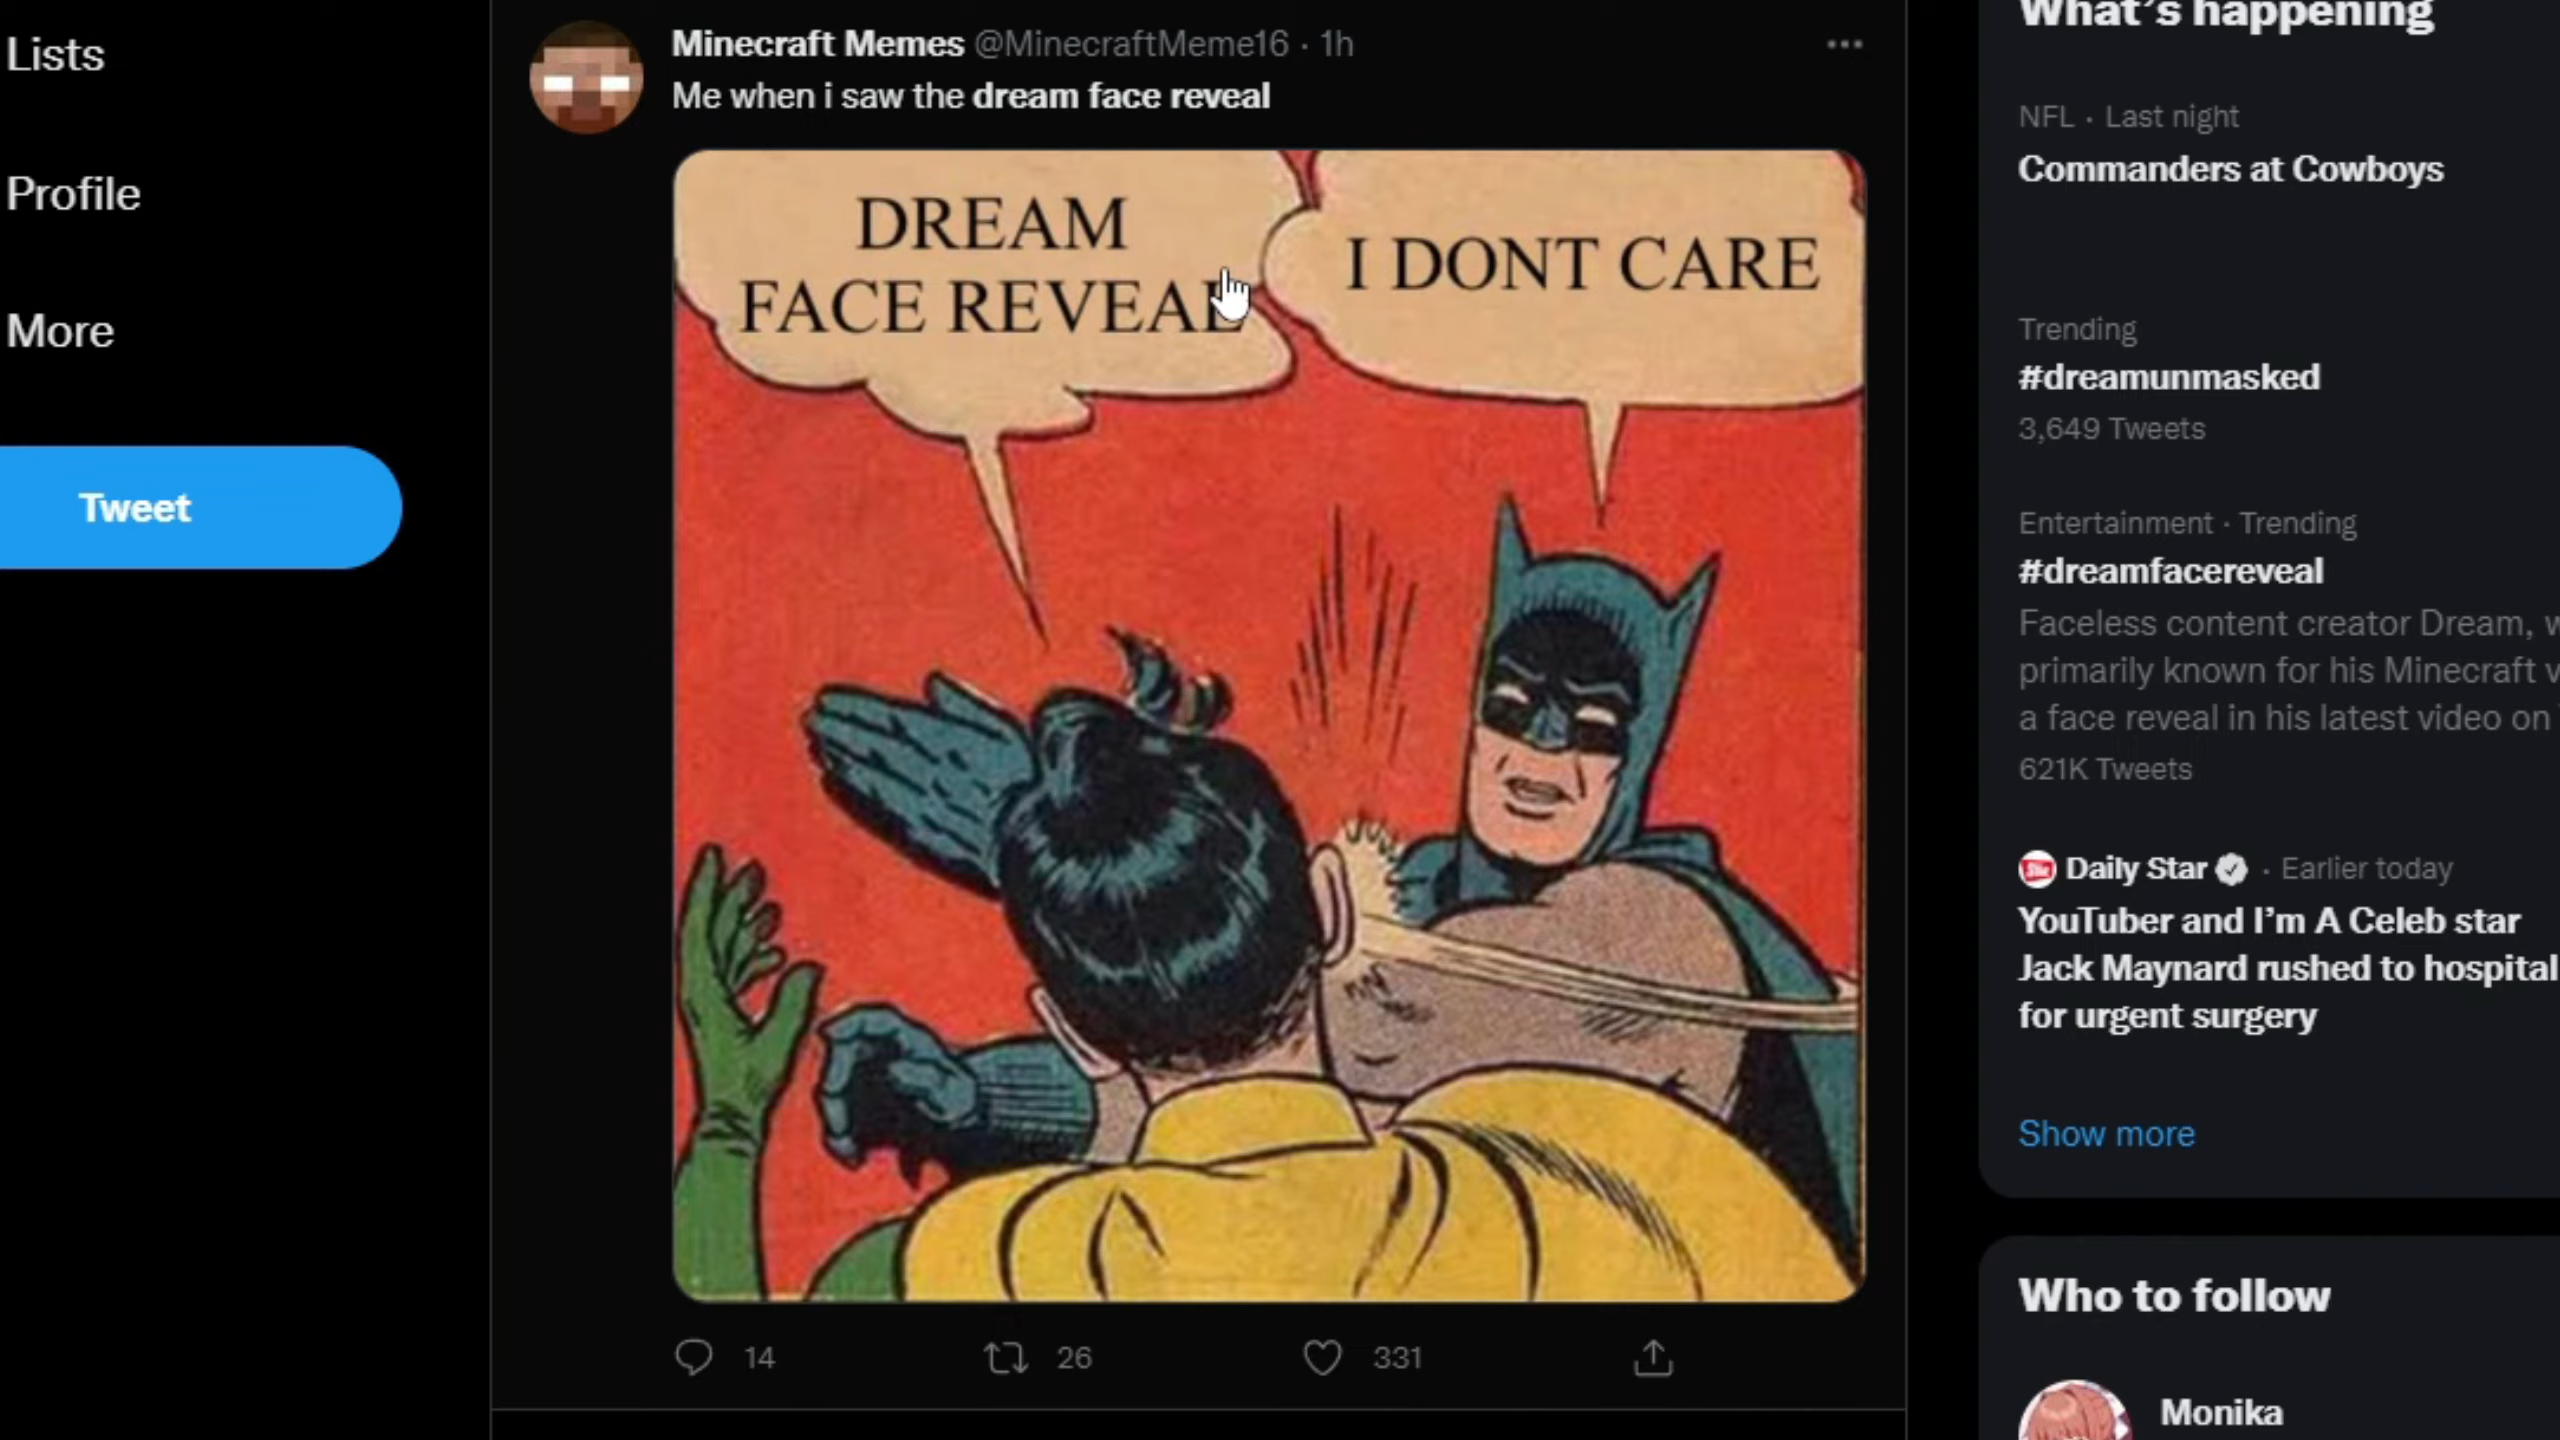 Lists
Profile
More
Tweet
Minecraft Memes @MinecraftMeme16 · 1h
Me when i saw the dream face reveal
DREAM
FACE REVEAL
I DONT CARE
14
26
331
What's happening
NFL · Last night
Commanders at Cowboys
Trending
#dreamunmasked
3,649 Tweets
Entertainment · Trending
#dreamfacereveal
Faceless content creator Dream, w
primarily known for his Minecraft v
a face reveal in his latest video on
621K Tweets
Daily Star · Earlier today
YouTuber and I'm A Celeb star
Jack Maynard rushed to hospital
for urgent surgery
Show more
Who to follow
Monika